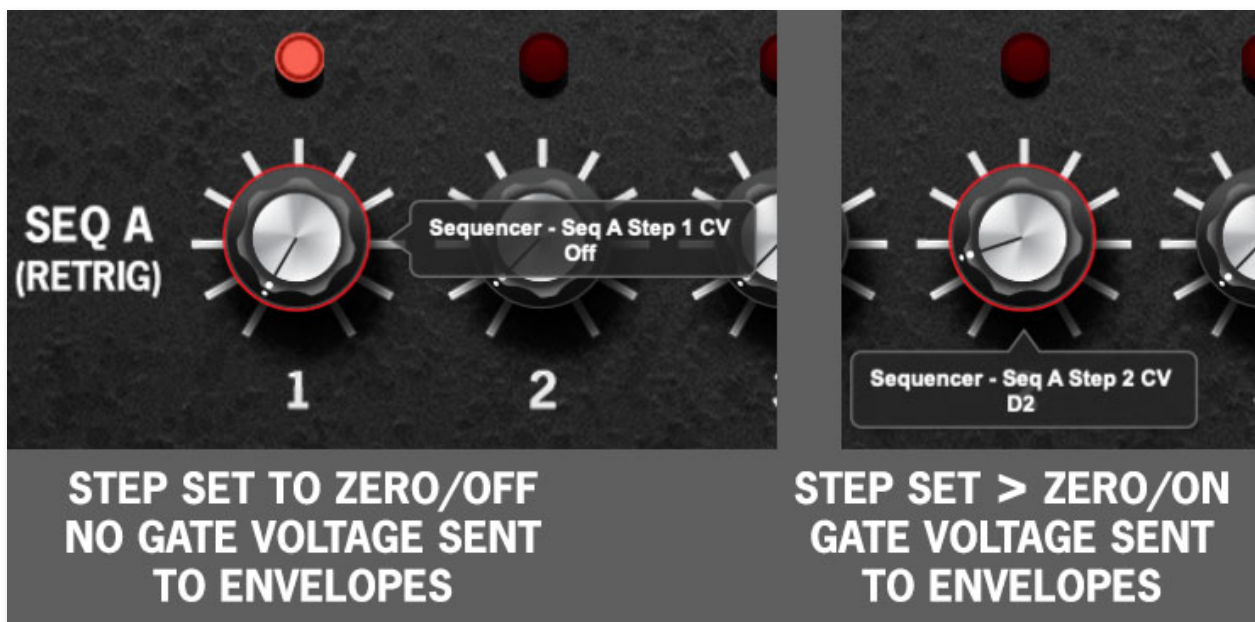 SEQ A
(RETRIG)
Sequencer - Seq A Step 1 CV
Off
1
2
Sequencer - Seq A Step 2 CV
D2
STEP SET TO ZERO/OFF
NO GATE VOLTAGE SENT
TO ENVELOPES
STEP SET > ZERO/ON
GATE VOLTAGE SENT
TO ENVELOPES